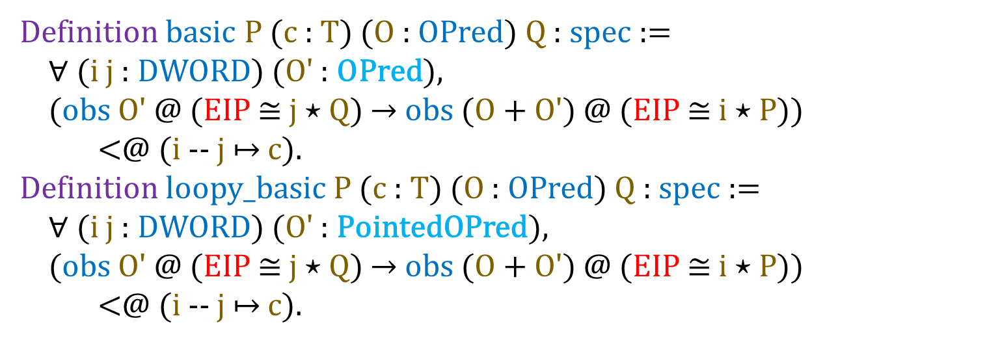 Definition basic P (c : T) (O : OPred) Q : spec :=
∀ (i j : DWORD) (O' : OPred),
(obs O' @ (EIP ≅ j ⋆ Q) → obs (O + O') @ (EIP ≅ i ⋆ P))
<@ (i -- j ↦ c).
Definition loopy_basic P (c : T) (O : OPred) Q : spec :=
∀ (i j : DWORD) (O' : PointedOPred),
(obs O' @ (EIP ≅ j ⋆ Q) → obs (O + O') @ (EIP ≅ i ⋆ P))
<@ (i -- j ↦ c).